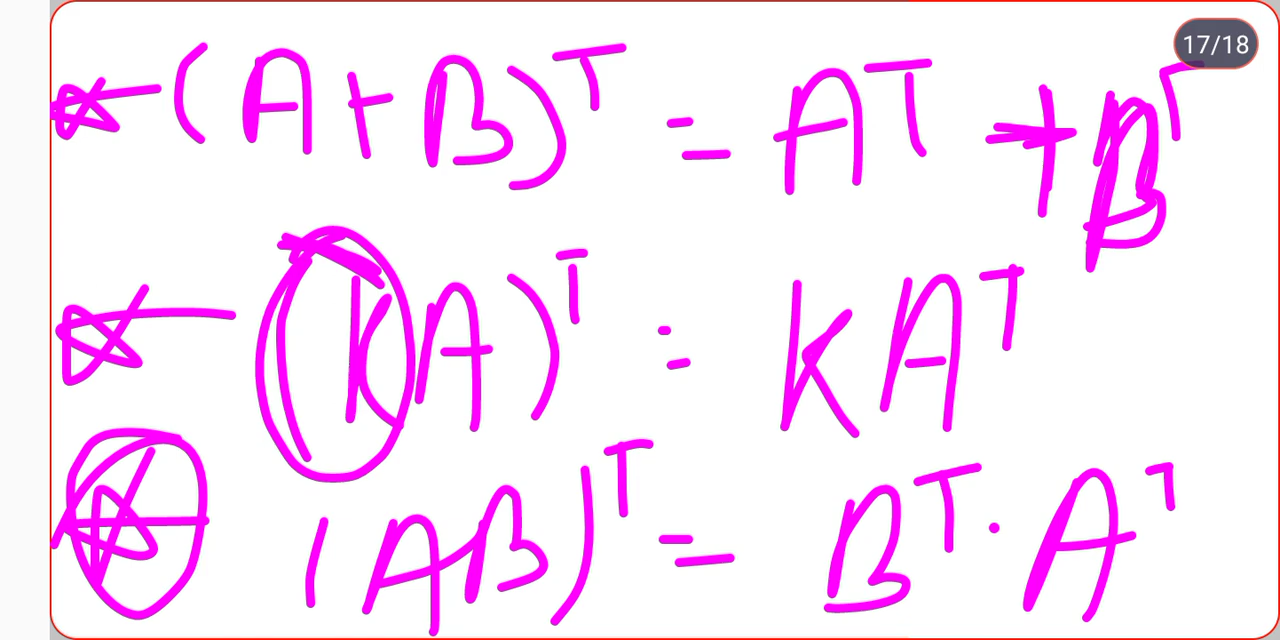 17/18
☆ (A+B)ᵀ = Aᵀ + Bᵀ
☆ (KA)ᵀ = KAᵀ
☆ (AB)ᵀ = Bᵀ · Aᵀ